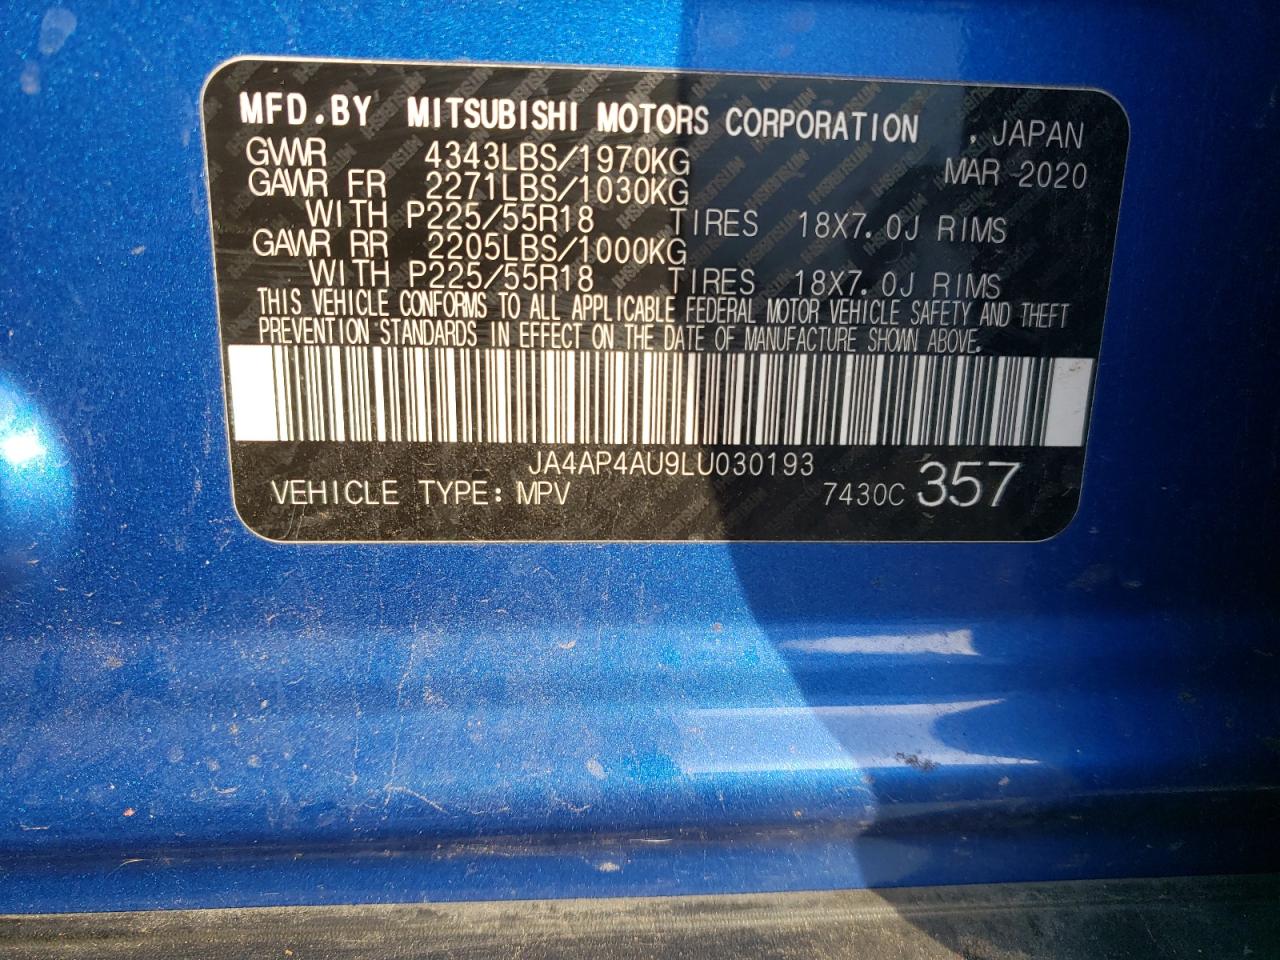 MFD.BY MITSUBISHI MOTORS CORPORATION , JAPAN
GVWR 4343LBS/1970KG MAR 2020
GAWR FR 2271LBS/1030KG
WITH P225/55R18 TIRES 18X7.0J RIMS
GAWR RR 2205LBS/1000KG
WITH P225/55R18 TIRES 18X7.0J RIMS
THIS VEHICLE CONFORMS TO ALL APPLICABLE FEDERAL MOTOR VEHICLE SAFETY AND THEFT
PREVENTION STANDARDS IN EFFECT ON THE DATE OF MANUFACTURE SHOWN ABOVE.
JA4AP4AU9LU030193
VEHICLE TYPE: MPV 7430C 357